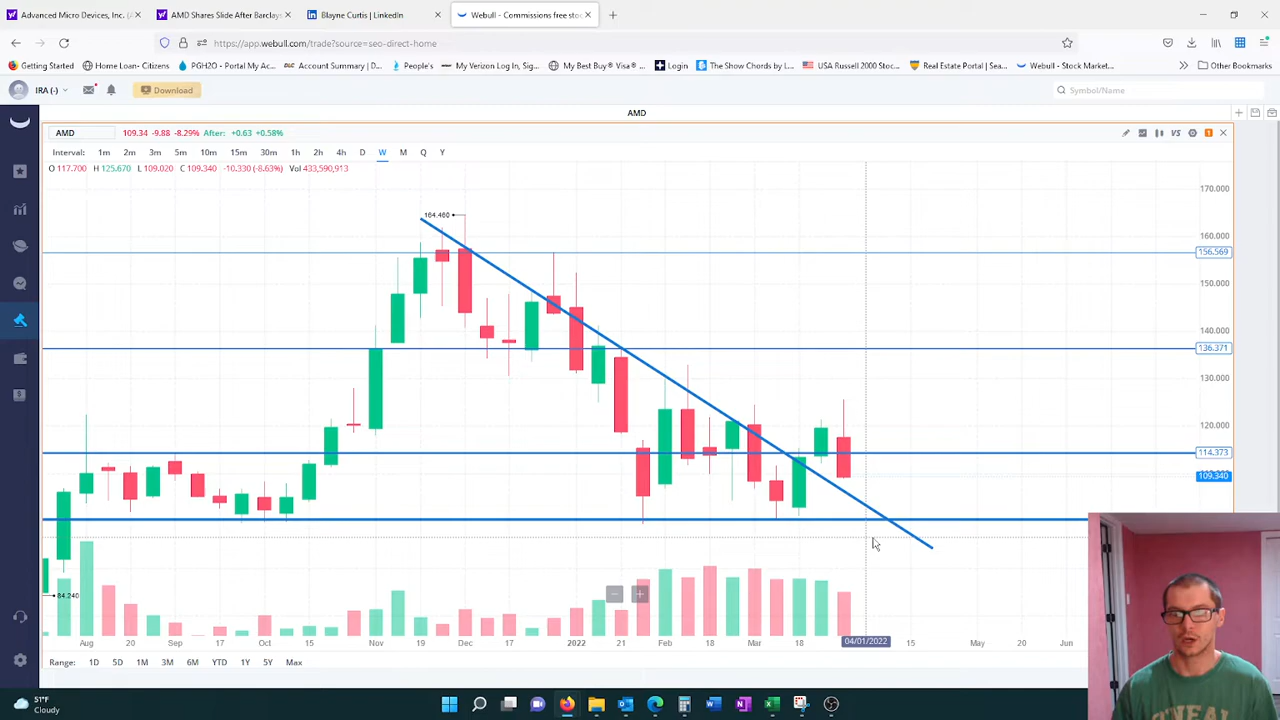 Advanced Micro Devices, Inc. (A
AMD Shares Slide After Barclays
Blayne Curtis | LinkedIn
Webull - Commissions free sto
https://app.webull.com/trade?source=seo-direct-home
Getting Started
Home Loan- Citizens
PGH2O - Portal My Ac...
DLC Account Summary | D...
People's
My Verizon Log In, Sig...
My Best Buy® Visa® ...
Login
The Show Chords by L...
USA Russell 2000 Stoc...
Real Estate Portal | Sea...
Webull - Stock Market...
Other Bookmarks
IRA (-)
Download
Symbol/Name
AMD
AMD 109.34 -9.88 -8.29% After: +0.63 +0.58%
VS
1
Interval: 1m 2m 3m 5m 10m 15m 30m 1h 2h 4h D W M Q Y
O 117.700 H 125.670 L 109.020 C 109.340 -10.330 (-8.63%) Vol 433,590,913
170.000
164.460
160.000
156.569
150.000
140.000
136.371
130.000
120.000
114.373
109.340
84.240
Aug 20 Sep 17 Oct 15 Nov 19 Dec 17 2022 21 Feb 18 Mar 18 04/01/2022 15 May 20 Jun
Range: 1D 5D 1M 3M 6M YTD 1Y 5Y Max
51°F
Cloudy